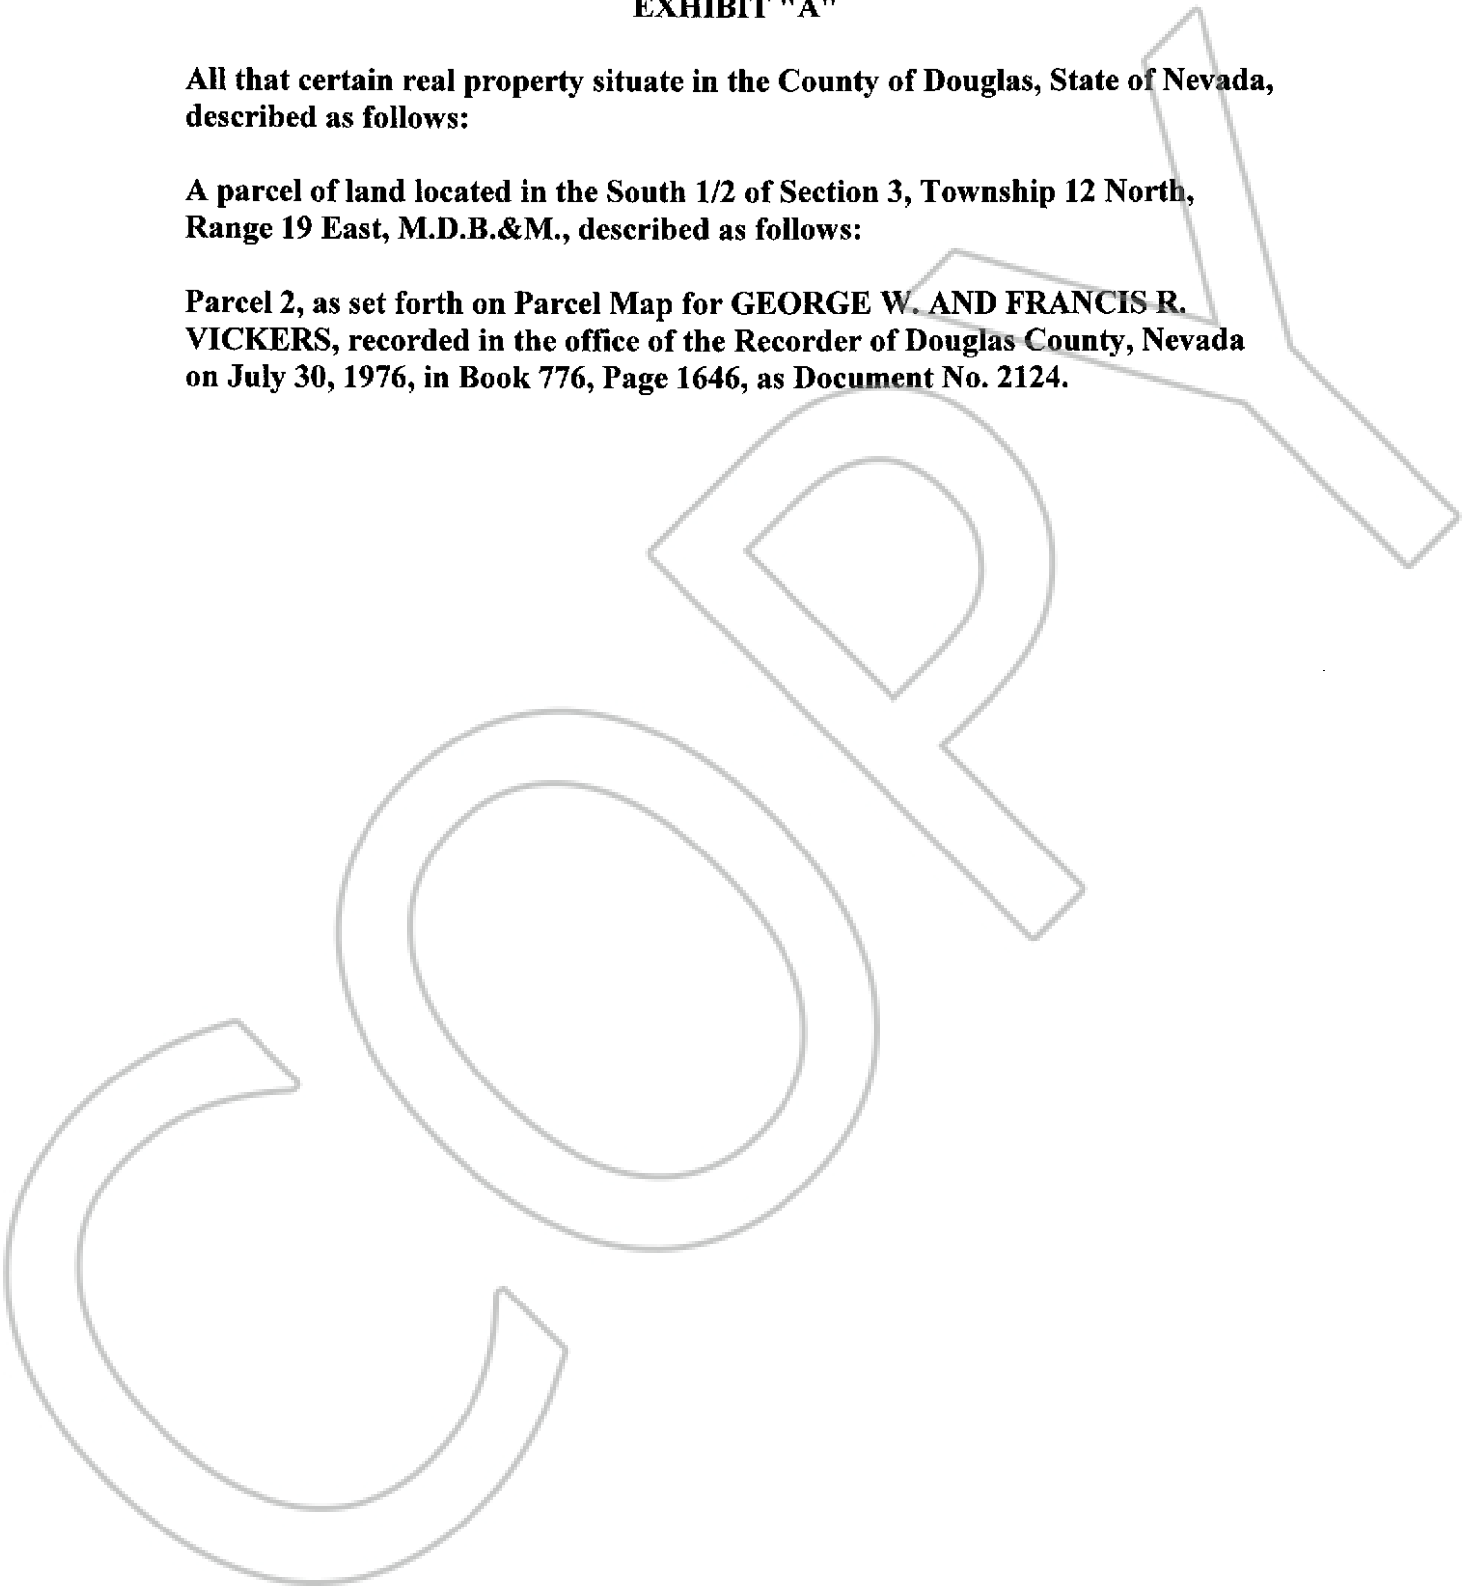 EXHIBIT "A"
All that certain real property situate in the County of Douglas, State of Nevada,
described as follows:
A parcel of land located in the South 1/2 of Section 3, Township 12 North,
Range 19 East, M.D.B.&M., described as follows:
Parcel 2, as set forth on Parcel Map for GEORGE W. AND FRANCIS R.
VICKERS, recorded in the office of the Recorder of Douglas County, Nevada
on July 30, 1976, in Book 776, Page 1646, as Document No. 2124.
COPY